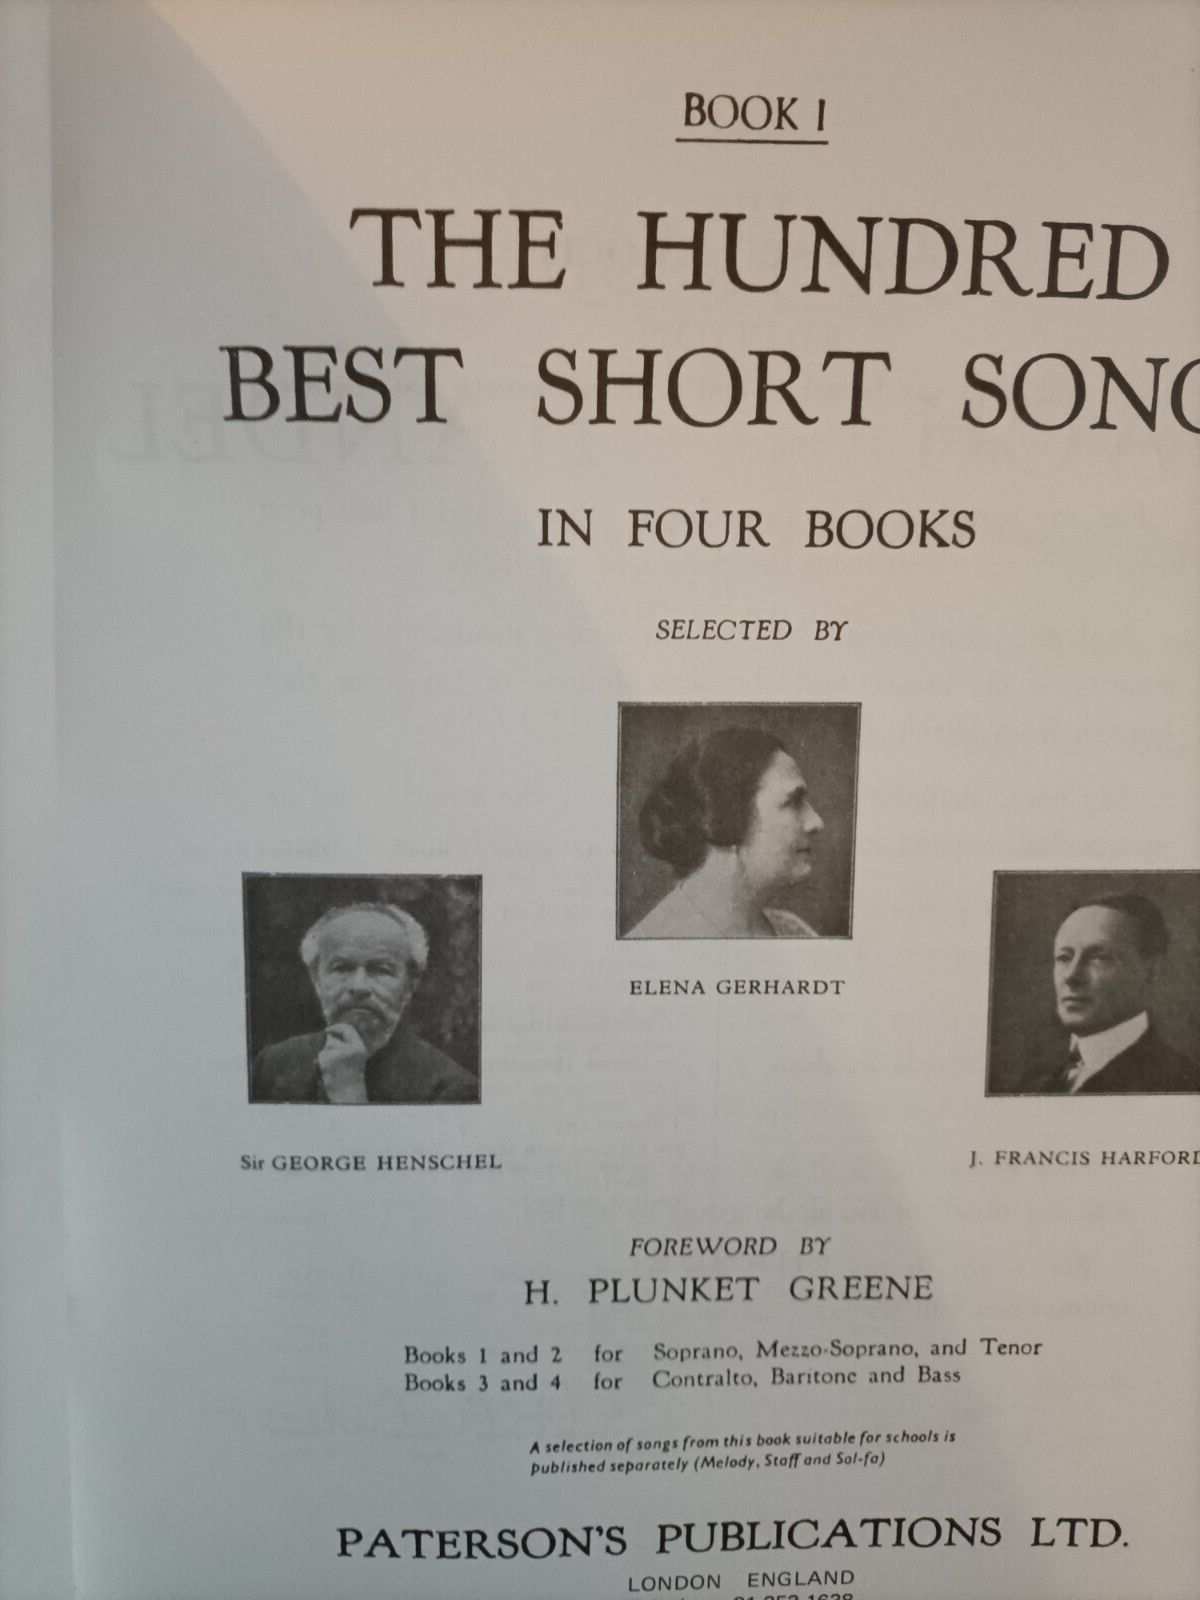 BOOK I
THE HUNDRED
BEST SHORT SONG
IN FOUR BOOKS
SELECTED BY
ELENA GERHARDT
Sir GEORGE HENSCHEL
J. FRANCIS HARFORD
FOREWORD BY
H. PLUNKET GREENE
Books 1 and 2 for Soprano, Mezzo-Soprano, and Tenor
Books 3 and 4 for Contralto, Baritone and Bass
A selection of songs from this book suitable for schools is
published separately (Melody, Staff and Sol-fa)
PATERSON'S PUBLICATIONS LTD.
LONDON ENGLAND